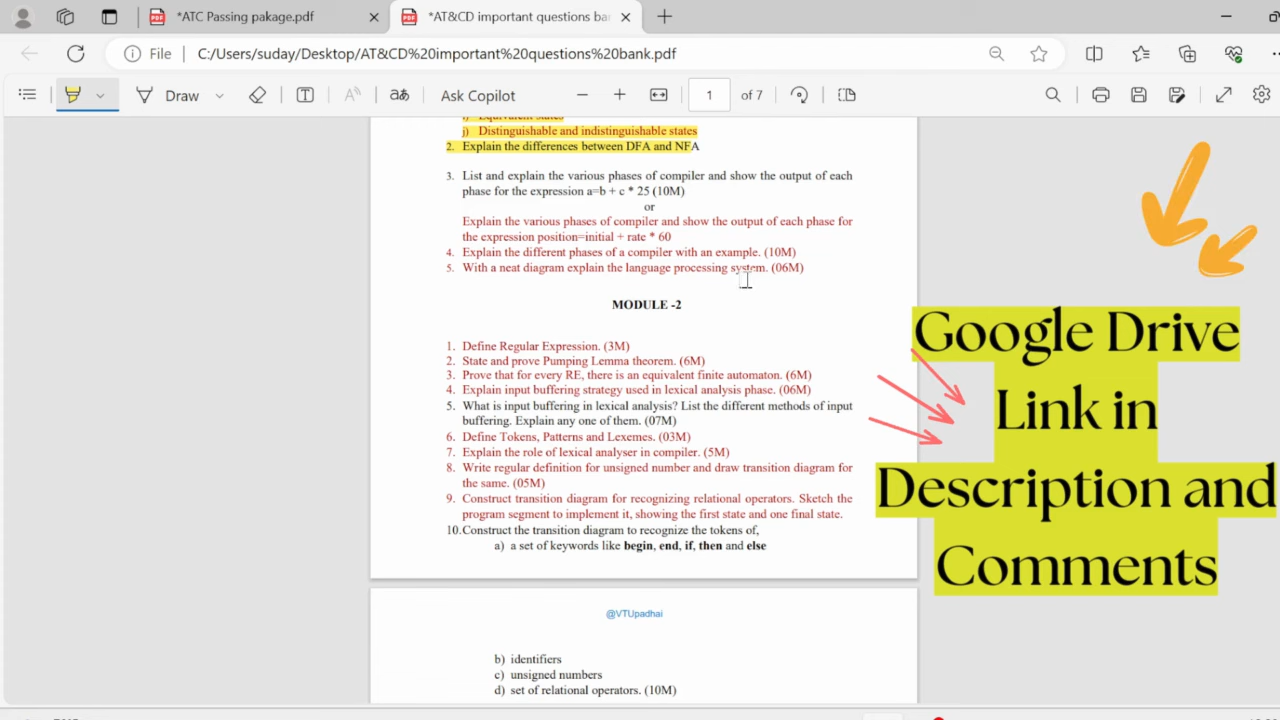 *ATC Passing pakage.pdf
*AT&CD important questions ba
File
C:/Users/suday/Desktop/AT&CD%20important%20questions%20bank.pdf
Draw
Ask Copilot
1
of 7
j) Distinguishable and indistinguishable states
2. Explain the differences between DFA and NFA
3. List and explain the various phases of compiler and show the output of each
phase for the expression a=b + c * 25 (10M)
or
Explain the various phases of compiler and show the output of each phase for
the expression position=initial + rate * 60
4. Explain the different phases of a compiler with an example. (10M)
5. With a neat diagram explain the language processing system. (06M)
MODULE -2
1. Define Regular Expression. (3M)
2. State and prove Pumping Lemma theorem. (6M)
3. Prove that for every RE, there is an equivalent finite automaton. (6M)
4. Explain input buffering strategy used in lexical analysis phase. (06M)
5. What is input buffering in lexical analysis? List the different methods of input
buffering. Explain any one of them. (07M)
6. Define Tokens, Patterns and Lexemes. (03M)
7. Explain the role of lexical analyser in compiler. (5M)
8. Write regular definition for unsigned number and draw transition diagram for
the same. (05M)
9. Construct transition diagram for recognizing relational operators. Sketch the
program segment to implement it, showing the first state and one final state.
10.Construct the transition diagram to recognize the tokens of,
a) a set of keywords like begin, end, if, then and else
@VTUpadhai
b) identifiers
c) unsigned numbers
d) set of relational operators. (10M)
Google Drive
Link in
Description and
Comments